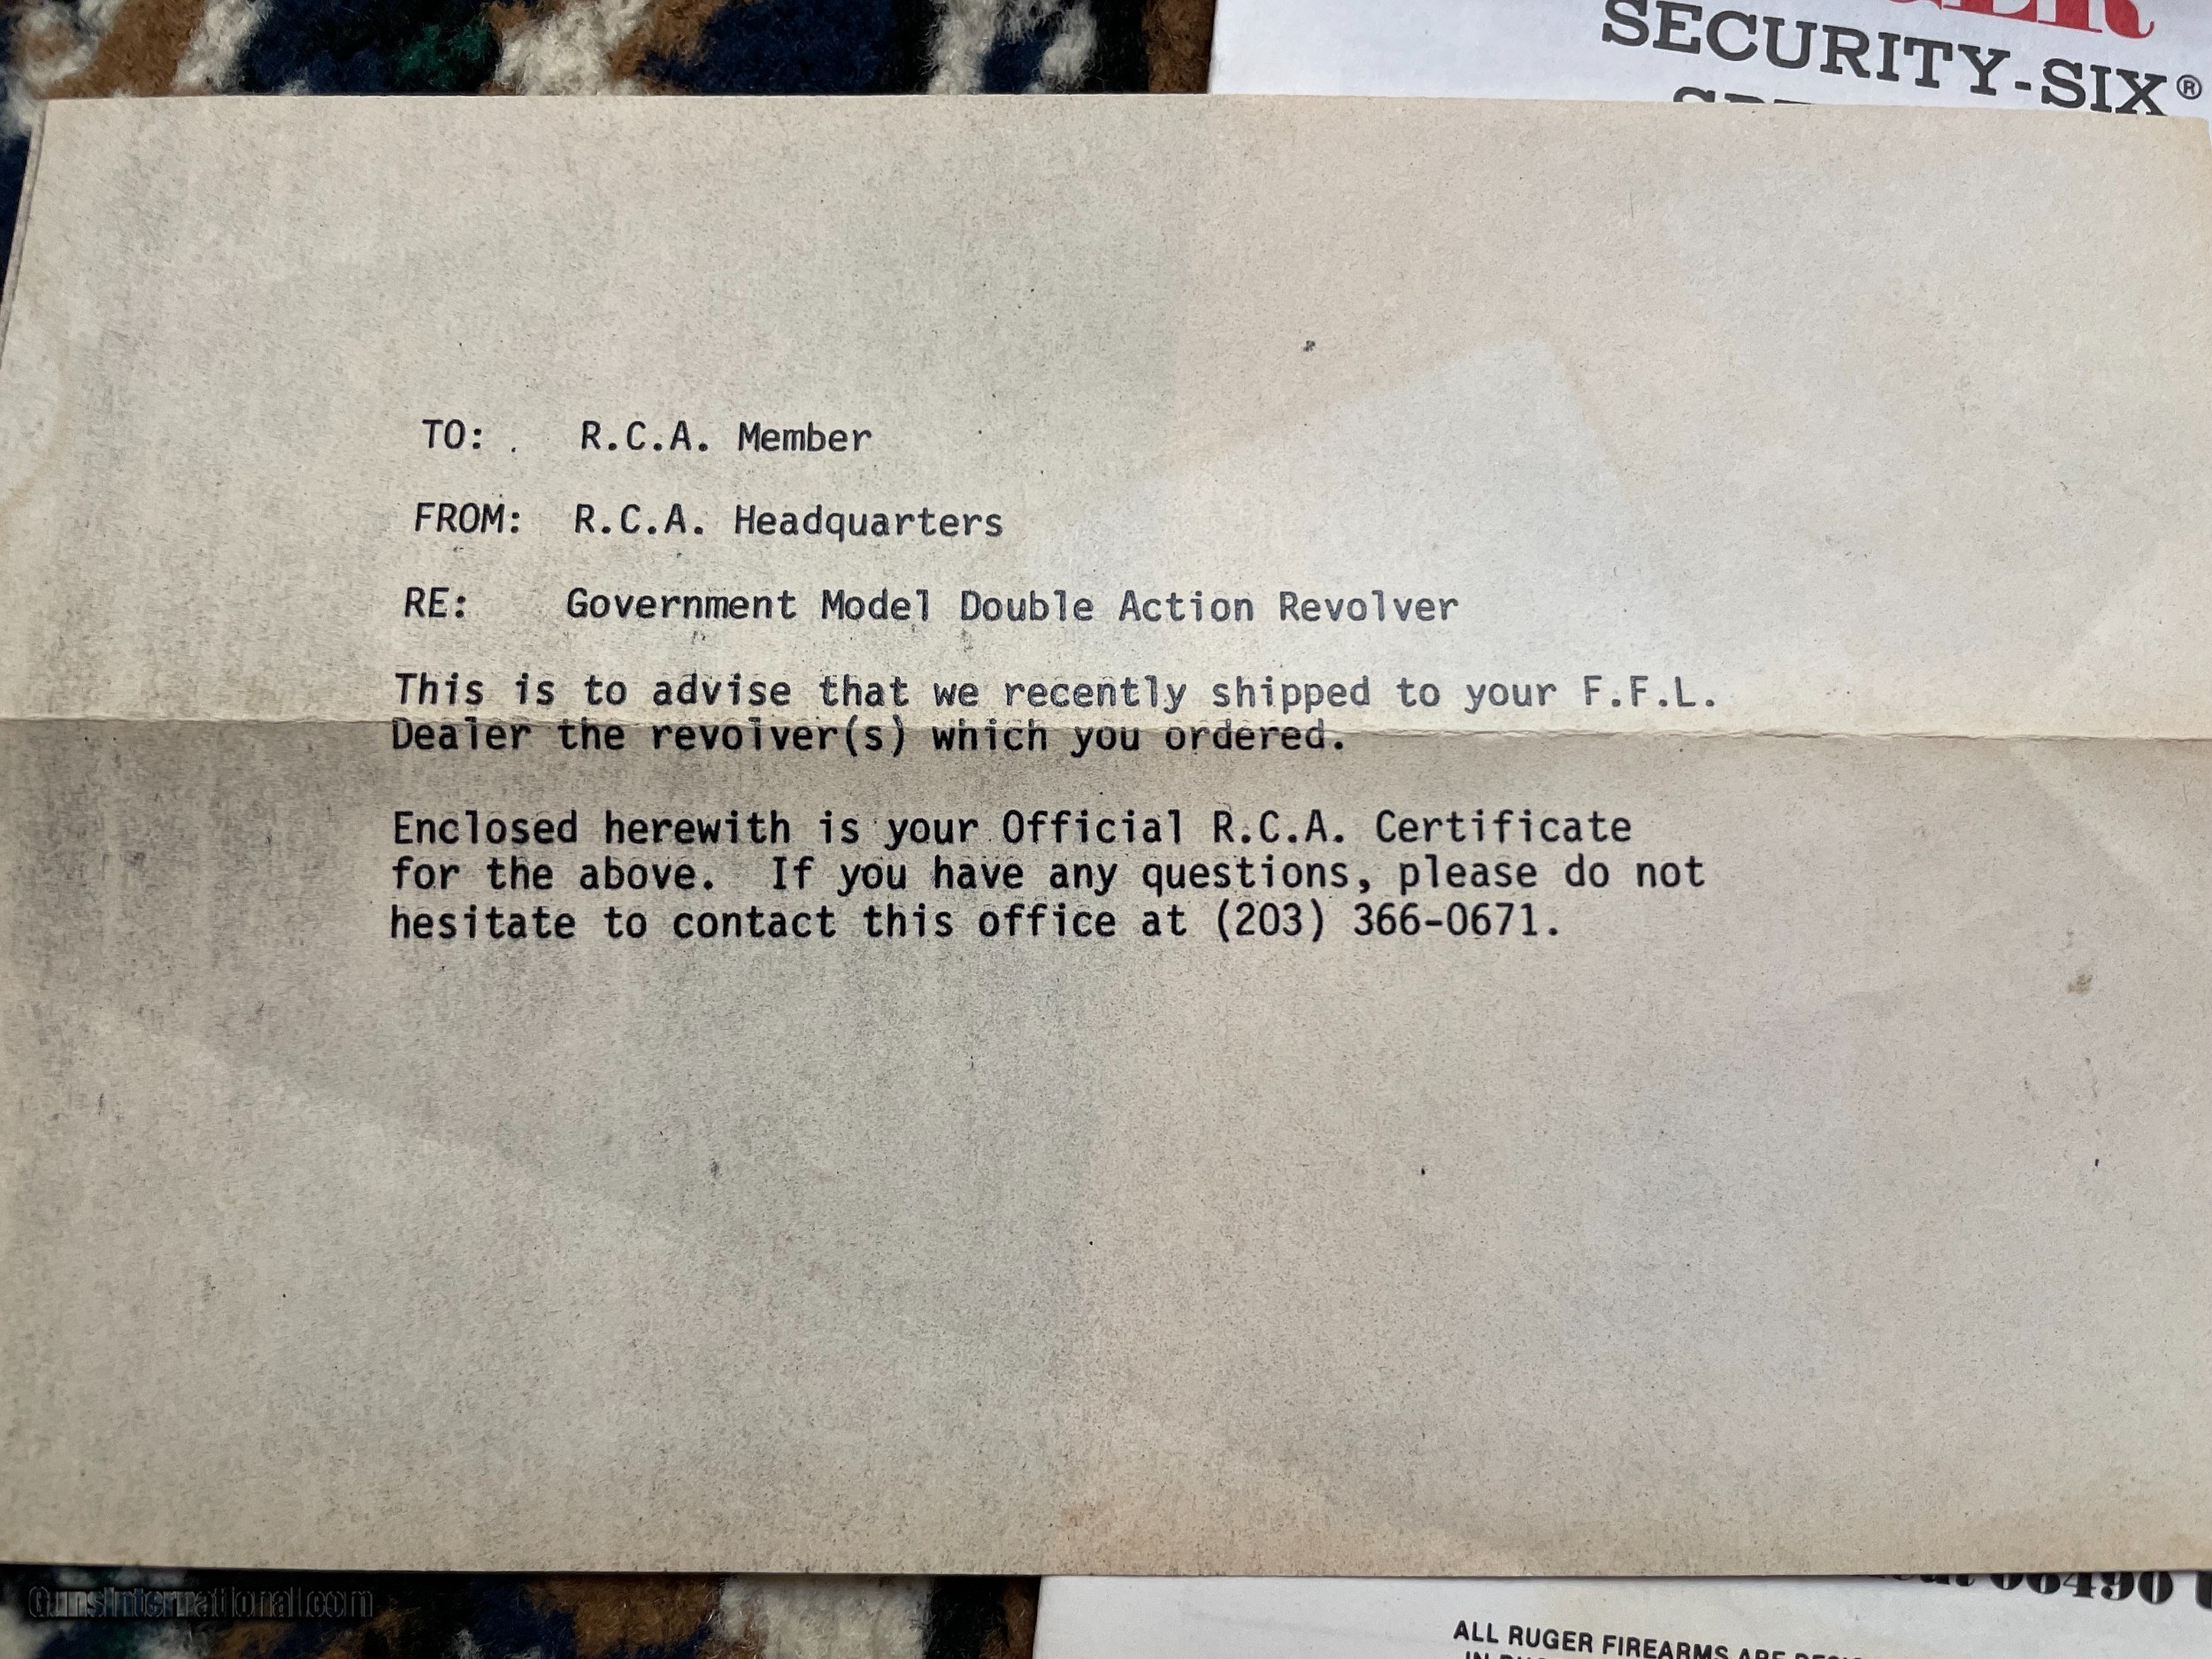 SECURITY-SIX®
TO: . R.C.A. Member
FROM: R.C.A. Headquarters
RE: Government Model Double Action Revolver
This is to advise that we recently shipped to your F.F.L.
Dealer the revolver(s) which you ordered.
Enclosed herewith is your Official R.C.A. Certificate
for the above. If you have any questions, please do not
hesitate to contact this office at (203) 366-0671.
06490
GunsInternational.com
ALL RUGER FIREARMS ARE